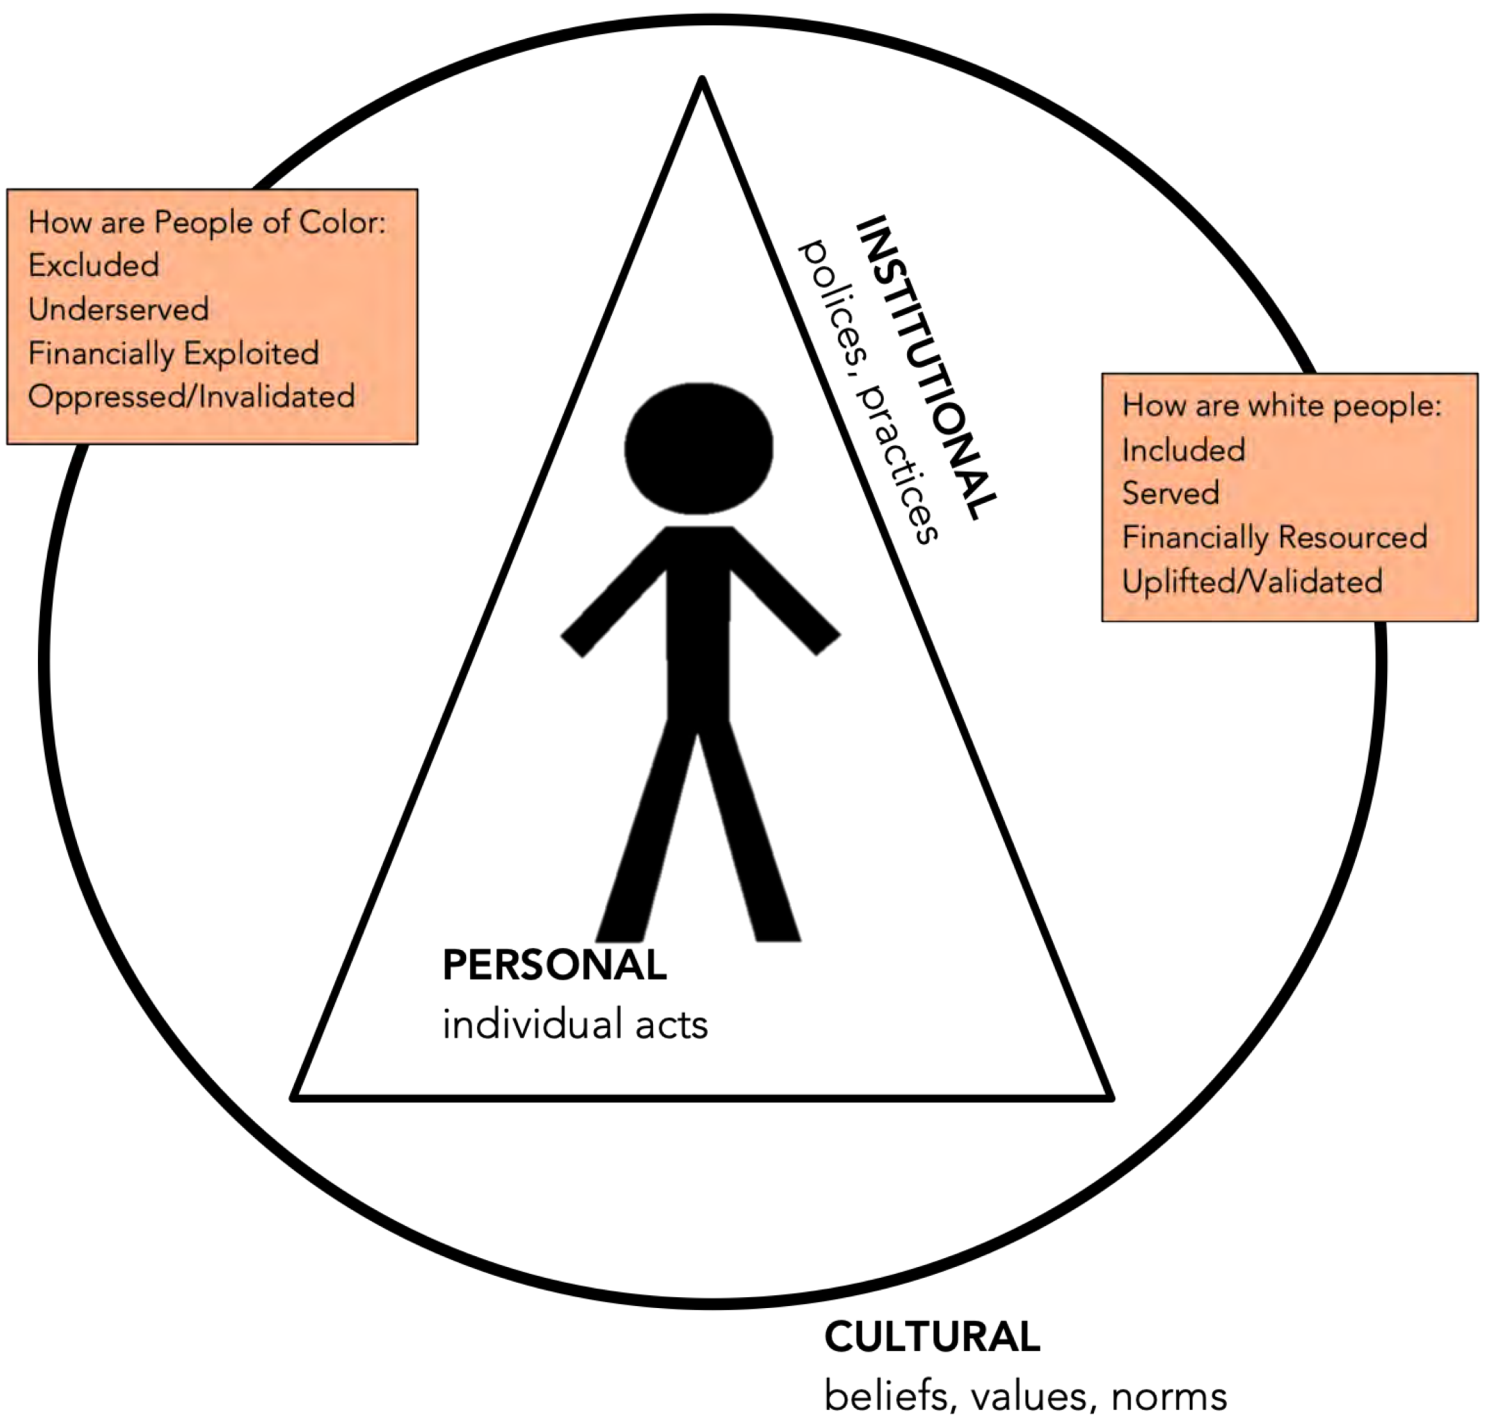 How are People of Color:
Excluded
Underserved
Financially Exploited
Oppressed/Invalidated
INSTITUTIONAL
polices, practices
How are white people:
Included
Served
Financially Resourced
Uplifted/Validated
PERSONAL
individual acts
CULTURAL
beliefs, values, norms